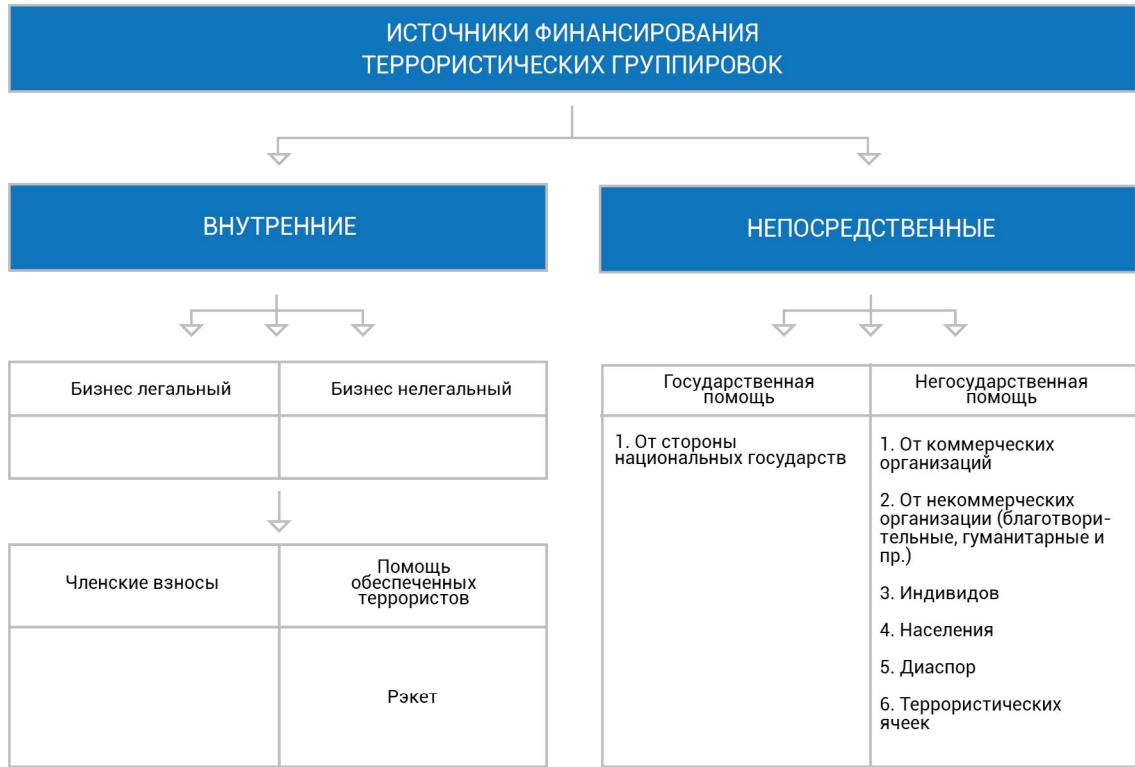 ИСТОЧНИКИ ФИНАНСИРОВАНИЯ
ТЕРРОРИСТИЧЕСКИХ ГРУППИРОВОК
ВНУТРЕННИЕ
НЕПОСРЕДСТВЕННЫЕ
Бизнес легальный
Бизнес нелегальный
Членские взносы
Помощь
обеспеченных
террористов
Рэкет
Государственная
помощь
Негосударственная
помощь
1. От стороны
национальных государств
1. От коммерческих
организаций
2. От некоммерческих
организации (благотвори-
тельные, гуманитарные и
пр.)
3. Индивидов
4. Населения
5. Диаспор
6. Террористических
ячеек